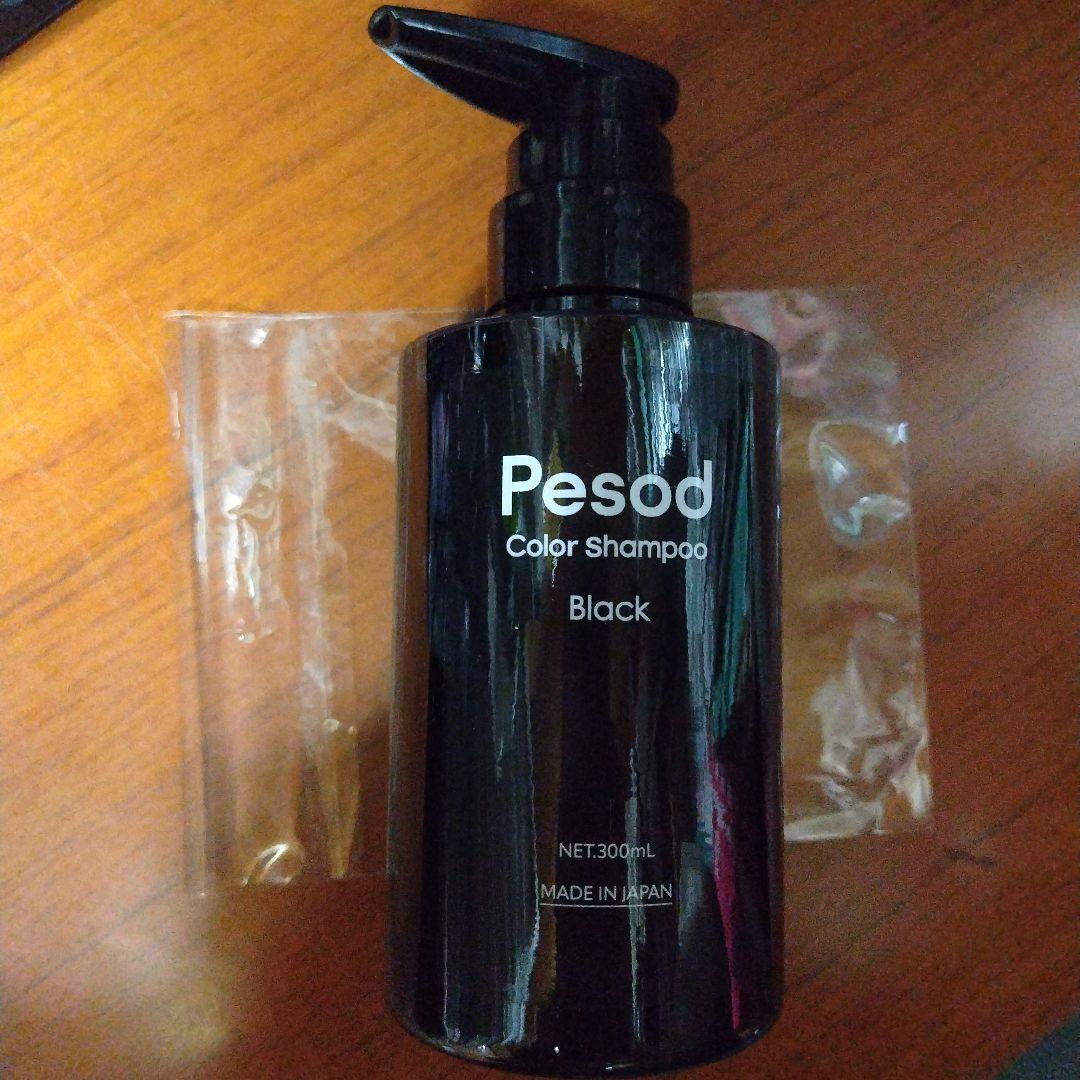 Pesod
Color Shampoo
Black
NET.300mL
MADE IN JAPAN